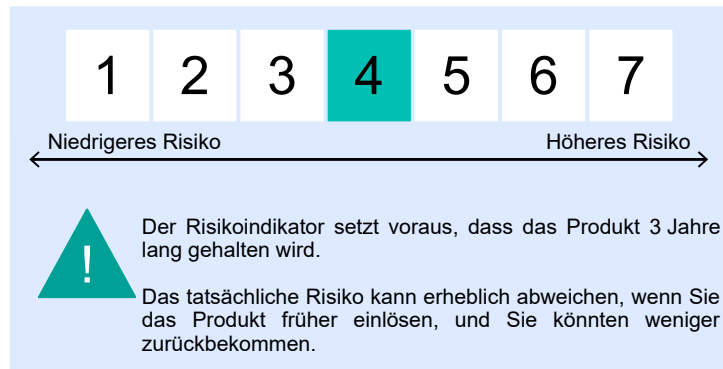 1 2 3 4 5 6 7
Niedrigeres Risiko Höheres Risiko
!
Der Risikoindikator setzt voraus, dass das Produkt 3 Jahre
lang gehalten wird.
Das tatsächliche Risiko kann erheblich abweichen, wenn Sie
das Produkt früher einlösen, und Sie könnten weniger
zurückbekommen.